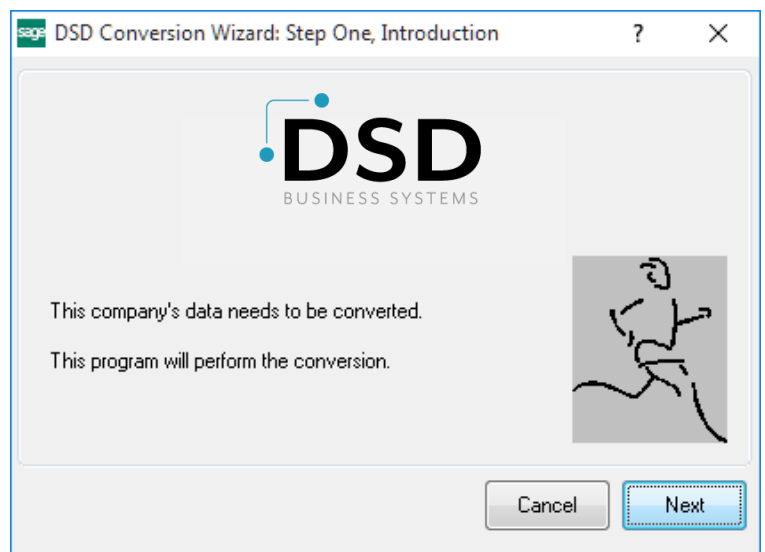 sage DSD Conversion Wizard: Step One, Introduction ?
DSD
BUSINESS SYSTEMS
This company's data needs to be converted.
This program will perform the conversion.
Cancel Next